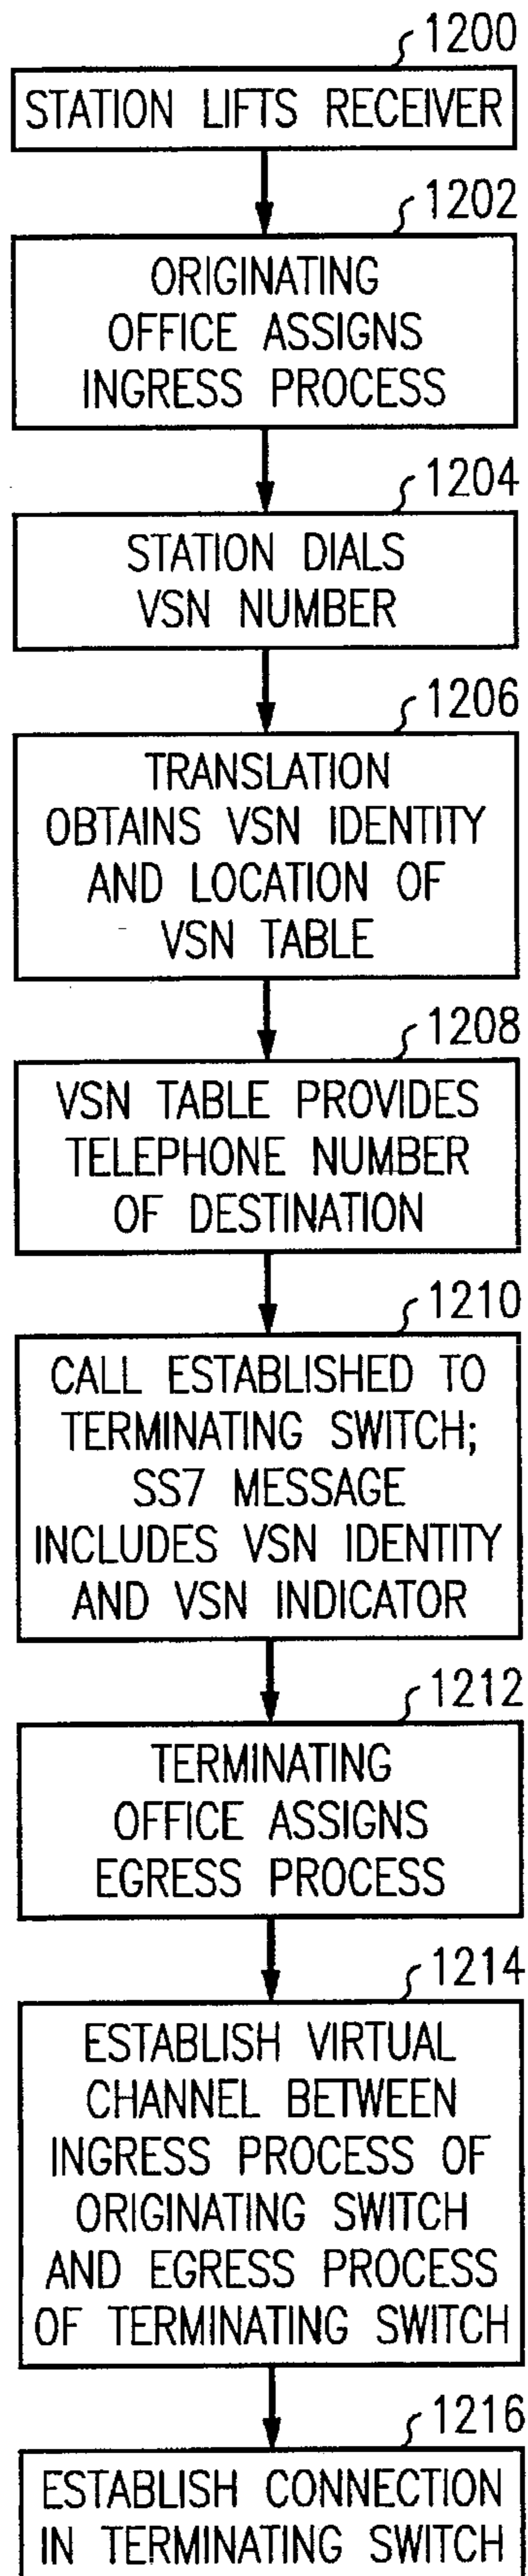 1200
STATION LIFTS RECEIVER
1202
ORIGINATING
OFFICE ASSIGNS
INGRESS PROCESS
1204
STATION DIALS
VSN NUMBER
1206
TRANSLATION
OBTAINS VSN IDENTITY
AND LOCATION OF
VSN TABLE
1208
VSN TABLE PROVIDES
TELEPHONE NUMBER
OF DESTINATION
1210
CALL ESTABLISHED TO
TERMINATING SWITCH;
SS7 MESSAGE
INCLUDES VSN IDENTITY
AND VSN INDICATOR
1212
TERMINATING
OFFICE ASSIGNS
EGRESS PROCESS
1214
ESTABLISH VIRTUAL
CHANNEL BETWEEN
INGRESS PROCESS OF
ORIGINATING SWITCH
AND EGRESS PROCESS
OF TERMINATING SWITCH
1216
ESTABLISH CONNECTION
IN TERMINATING SWITCH